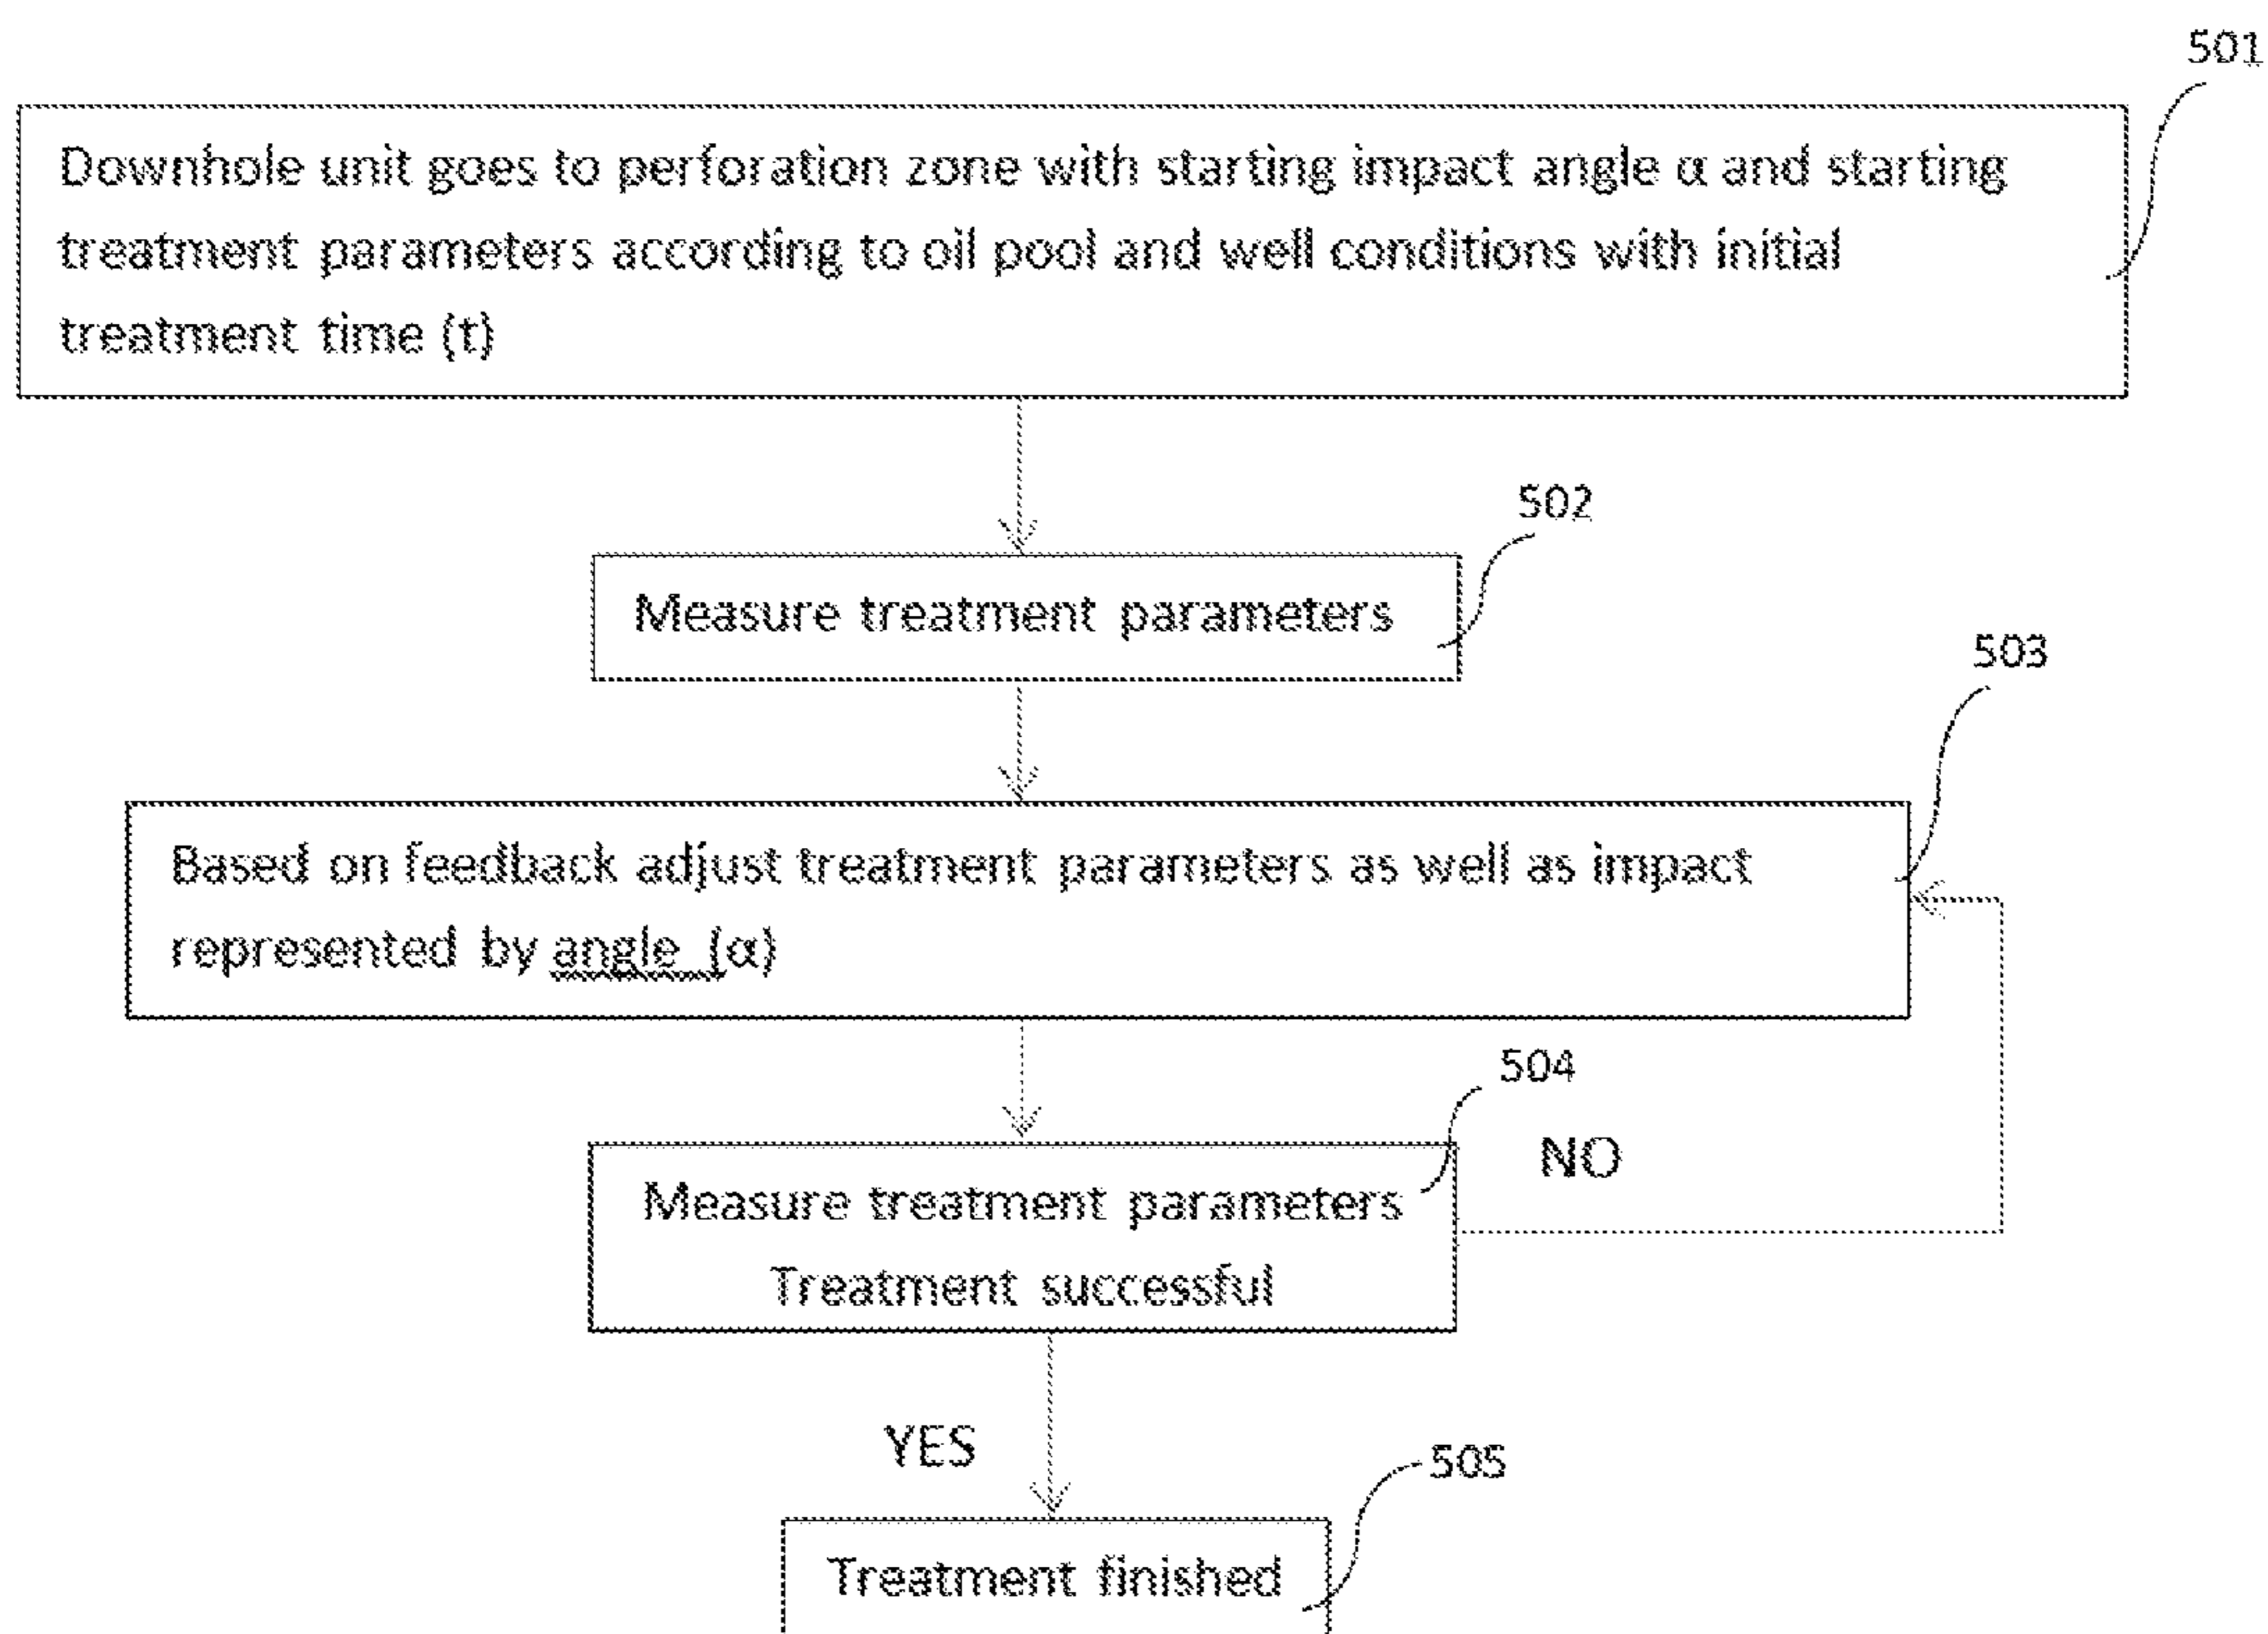 501
Downhole unit goes to perforation zone with starting impact angle α and starting
treatment parameters according to oil pool and well conditions with initial
treatment time (t)
502
Measure treatment parameters
503
Based on feedback adjust treatment parameters as well as impact
represented by angle (α)
504
NO
Measure treatment parameters
Treatment successful
YES
505
Treatment finished